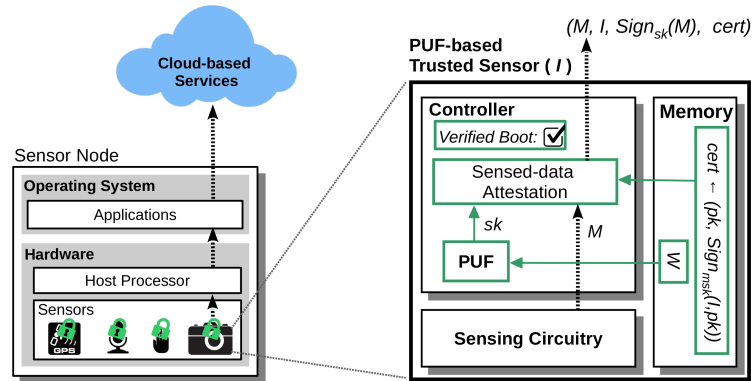 Cloud-based
Services
Sensor Node
Operating System
Applications
Hardware
Host Processor
Sensors
GPS
PUF-based
Trusted Sensor ( I )
(M, I, Sign_sk(M), cert)
Controller
Verified Boot:
Sensed-data
Attestation
sk
M
PUF
Sensing Circuitry
Memory
W
cert ← (pk, Sign_msk(I,pk))